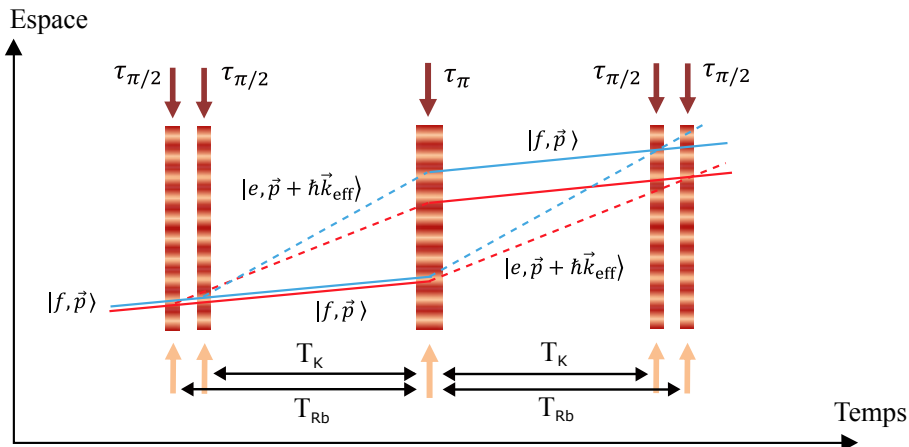 Espace
τπ/2
τπ/2
τπ
τπ/2
τπ/2
|f, p⃗ ⟩
|e, p⃗ + ħk⃗eff⟩
|e, p⃗ + ħk⃗eff⟩
|f, p⃗ ⟩
|f, p⃗ ⟩
TK
TK
TRb
TRb
Temps